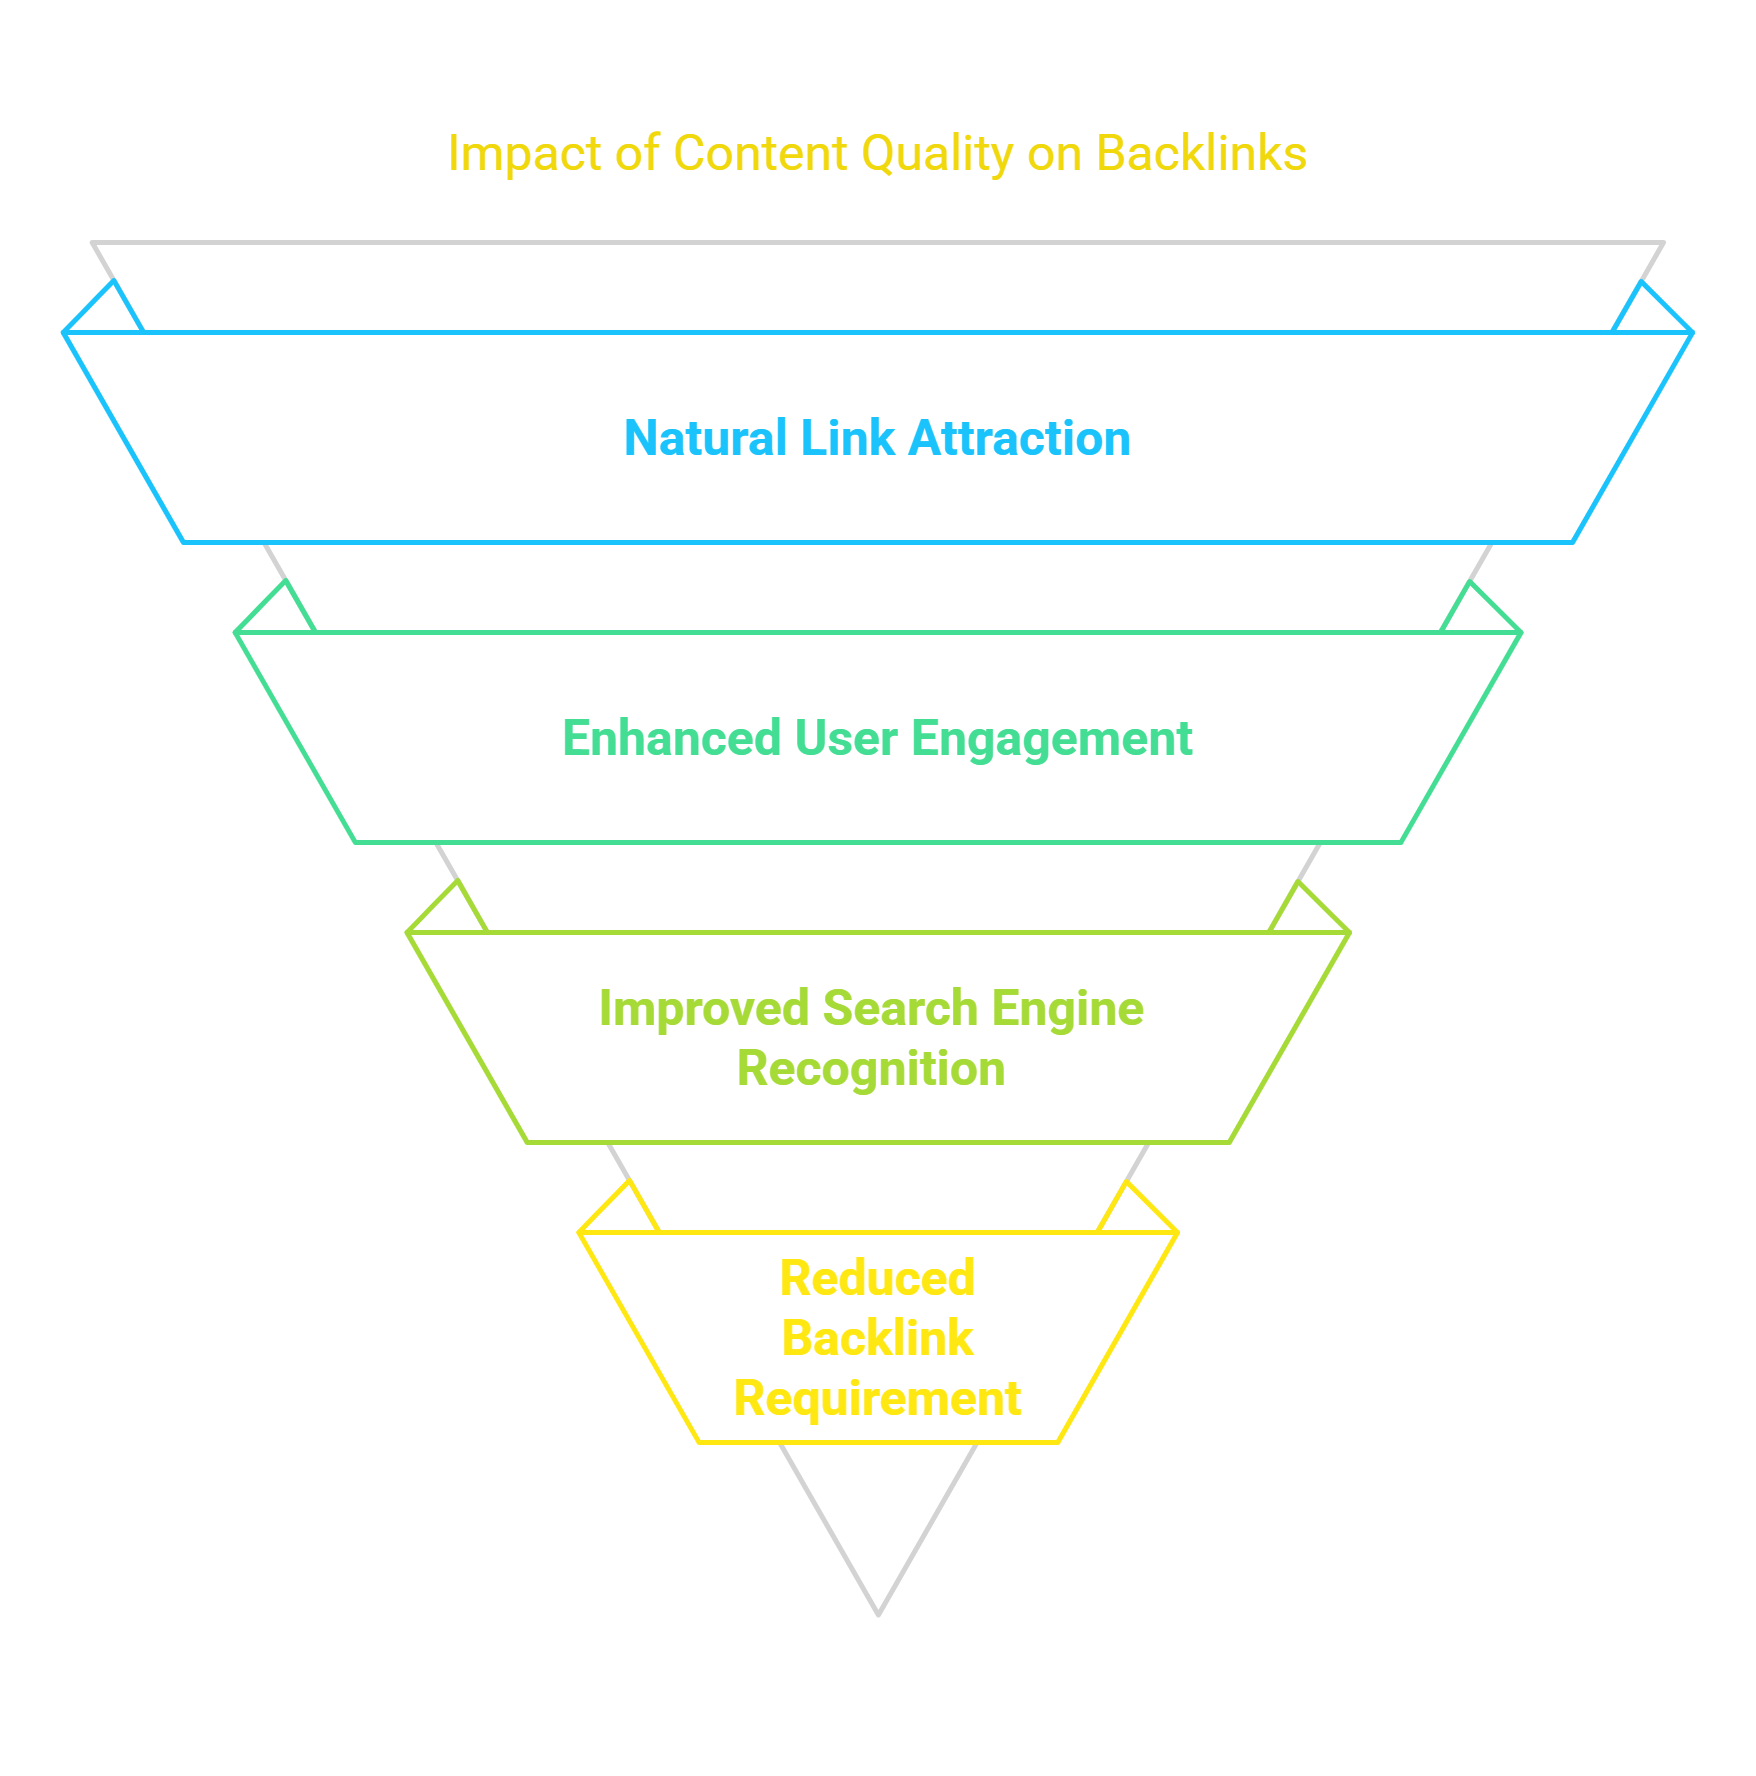 Impact of Content Quality on Backlinks
Natural Link Attraction
Enhanced User Engagement
Improved Search Engine
Recognition
Reduced
Backlink
Requirement